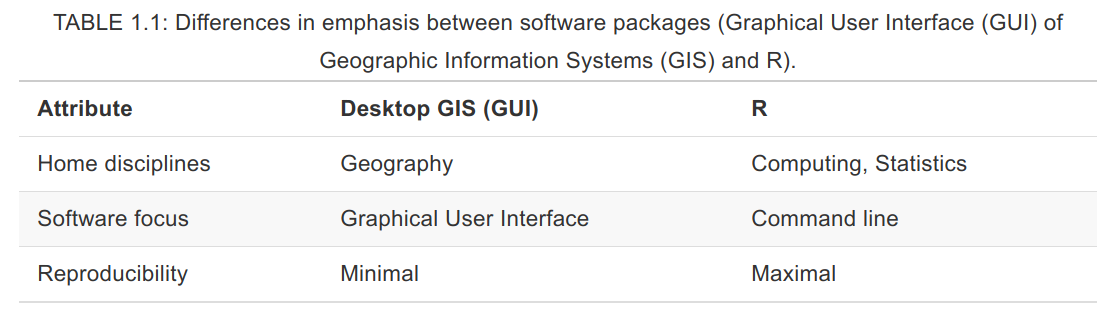 TABLE 1.1: Differences in emphasis between software packages (Graphical User Interface (GUI) of
Geographic Information Systems (GIS) and R).
Attribute Desktop GIS (GUI) R
Home disciplines Geography Computing, Statistics
Software focus Graphical User Interface Command line
Reproducibility Minimal Maximal